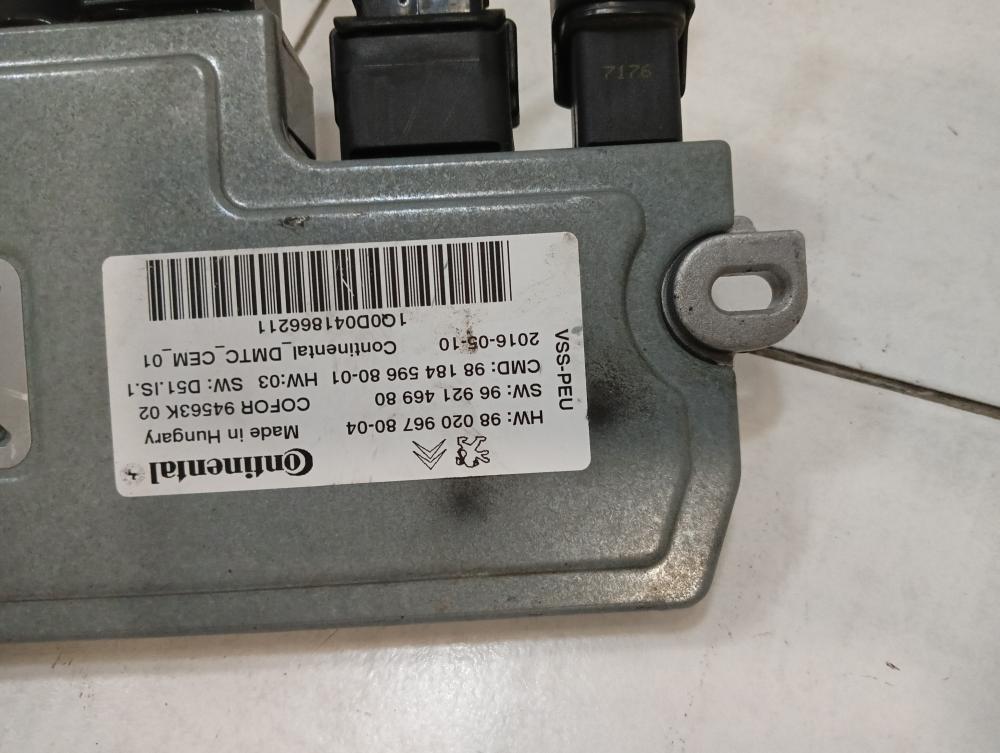 7176
Continental
Made in Hungary
COFOR 94563K 02
HW:03 SW: D51.IS.1
Continental_DMTC_CEM_01
1Q0D041866211
HW: 98 020 967 80-04
SW: 96 921 469 80
CMD: 98 184 596 80-01
2016-05-10
VSS-PEU